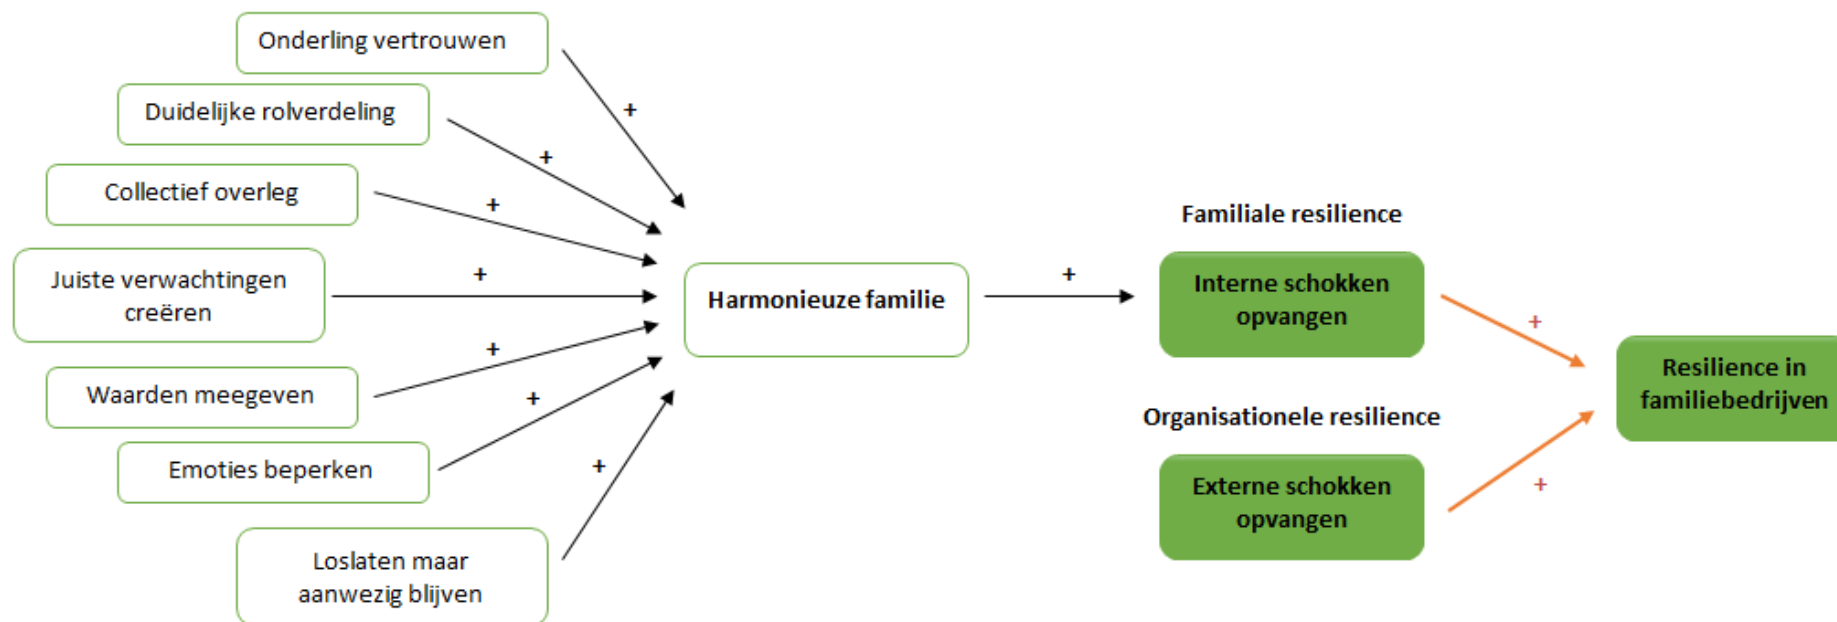 Onderling vertrouwen
+
Duidelijke rolverdeling
+
Collectief overleg
+
Juiste verwachtingen
creëren
+
Waarden meegeven
+
Emoties beperken
+
Loslaten maar
aanwezig blijven
+
Harmonieuze familie
+
Familiale resilience
Interne schokken
opvangen
+
Organisationele resilience
Externe schokken
opvangen
+
Resilience in
familiebedrijven